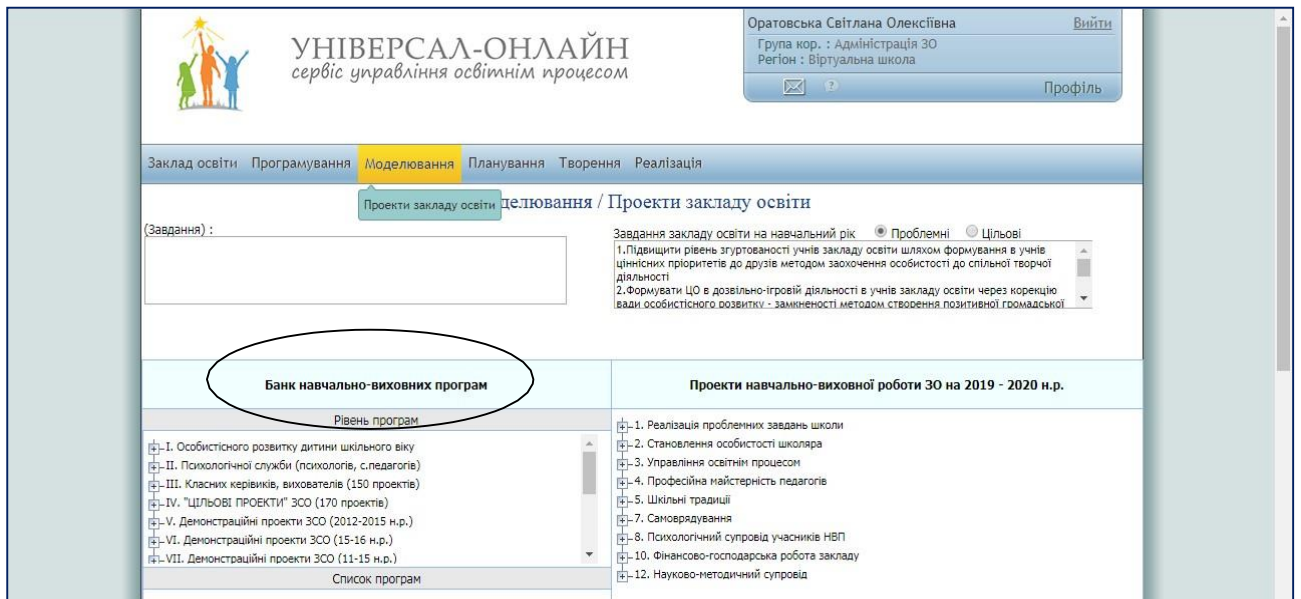 УНІВЕРСАЛ-ОНЛАЙН
сервіс управління освітнім процесом
Оратовська Світлана Олексіївна Вийти
Група кор. : Адміністрація ЗО
Регіон : Віртуальна школа
? Профіль
Заклад освіти Програмування Моделювання Планування Творення Реалізація
Проекти закладу освіти
делювання / Проекти закладу освіти
(Завдання) :
Завдання закладу освіти на навчальний рік Проблемні Цільові
1.Підвищити рівень згуртованості учнів закладу освіти шляхом формування в учнів
ціннісних пріоритетів до друзів методом заохочення особистості до спільної творчої
діяльності
2.Формувати ЦО в дозвільно-ігровій діяльності в учнів закладу освіти через корекцію
вади особистісного розвитку - замкненості методом створення позитивної громадської
Банк навчально-виховних програм
Рівень програм
I. Особистісного розвитку дитини шкільного віку
II. Психологічної служби (психологів, с.педагогів)
III. Класних керівиків, вихователів (150 проектів)
IV. "ЦІЛЬОВІ ПРОЕКТИ" ЗСО (170 проектів)
V. Демонстраційні проекти ЗСО (2012-2015 н.р.)
VI. Демонстраційні проекти ЗСО (15-16 н.р.)
VII. Демонстраційні проекти ЗСО (11-15 н.р.)
Список програм
Проекти навчально-виховної роботи ЗО на 2019 - 2020 н.р.
1. Реалізація проблемних завдань школи
2. Становлення особистості школяра
3. Управління освітнім процесом
4. Професійна майстерність педагогів
5. Шкільні традиції
7. Самоврядування
8. Психологічний супровід учасників НВП
10. Фінансово-господарська робота закладу
12. Науково-методичний супровід